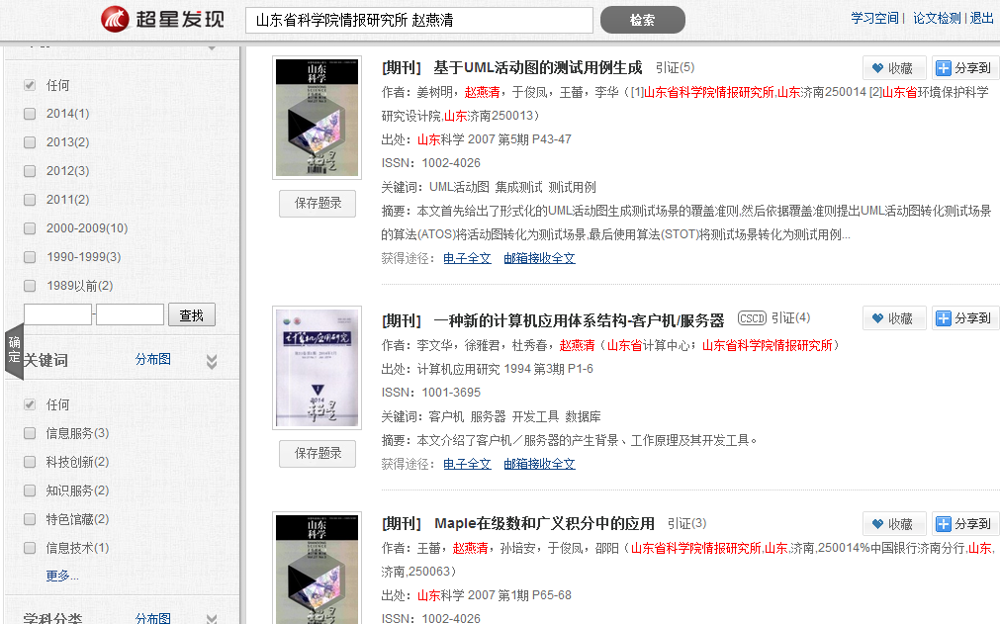 超星发现
山东省科学院情报研究所 赵燕清
检索
学习空间| 论文检测|退出
任何
2014(1)
2013(2)
2012(3)
2011(2)
2000-2009(10)
1990-1999(3)
1989以前(2)
-
查找
确定
关键词 分布图
任何
信息服务(3)
科技创新(2)
知识服务(2)
特色馆藏(2)
信息技术(1)
更多...
学科分类 分布图
山东科学
保存题录
[期刊] 基于UML活动图的测试用例生成 引证(5)
收藏 分享到
作者：姜树明，赵燕清，于俊凤，王蕾，李华（[1]山东省科学院情报研究所,山东济南250014 [2]山东省环境保护科学
研究设计院,山东济南250013）
出处：山东科学 2007 第5期 P43-47
ISSN：1002-4026
关键词：UML活动图 集成测试 测试用例
摘要：本文首先给出了形式化的UML活动图生成测试场景的覆盖准则,然后依据覆盖准则提出UML活动图转化测试场景
的算法(ATOS)将活动图转化为测试场景,最后使用算法(STOT)将测试场景转化为测试用例...
获得途径： 电子全文 邮箱接收全文
计算机应用研究
保存题录
[期刊] 一种新的计算机应用体系结构-客户机/服务器 CSCD 引证(4)
收藏 分享到
作者：李文华，徐雅君，杜秀春，赵燕清（山东省计算中心；山东省科学院情报研究所）
出处：计算机应用研究 1994 第3期 P1-6
ISSN：1001-3695
关键词：客户机 服务器 开发工具 数据库
摘要：本文介绍了客户机／服务器的产生背景、工作原理及其开发工具。
获得途径： 电子全文 邮箱接收全文
山东科学
[期刊] Maple在级数和广义积分中的应用 引证(3)
收藏 分享到
作者：王蕾，赵燕清，孙培安，于俊凤，邵阳（山东省科学院情报研究所,山东,济南,250014%中国银行济南分行,山东,
济南,250063）
出处：山东科学 2007 第1期 P65-68
ISSN：1002-4026